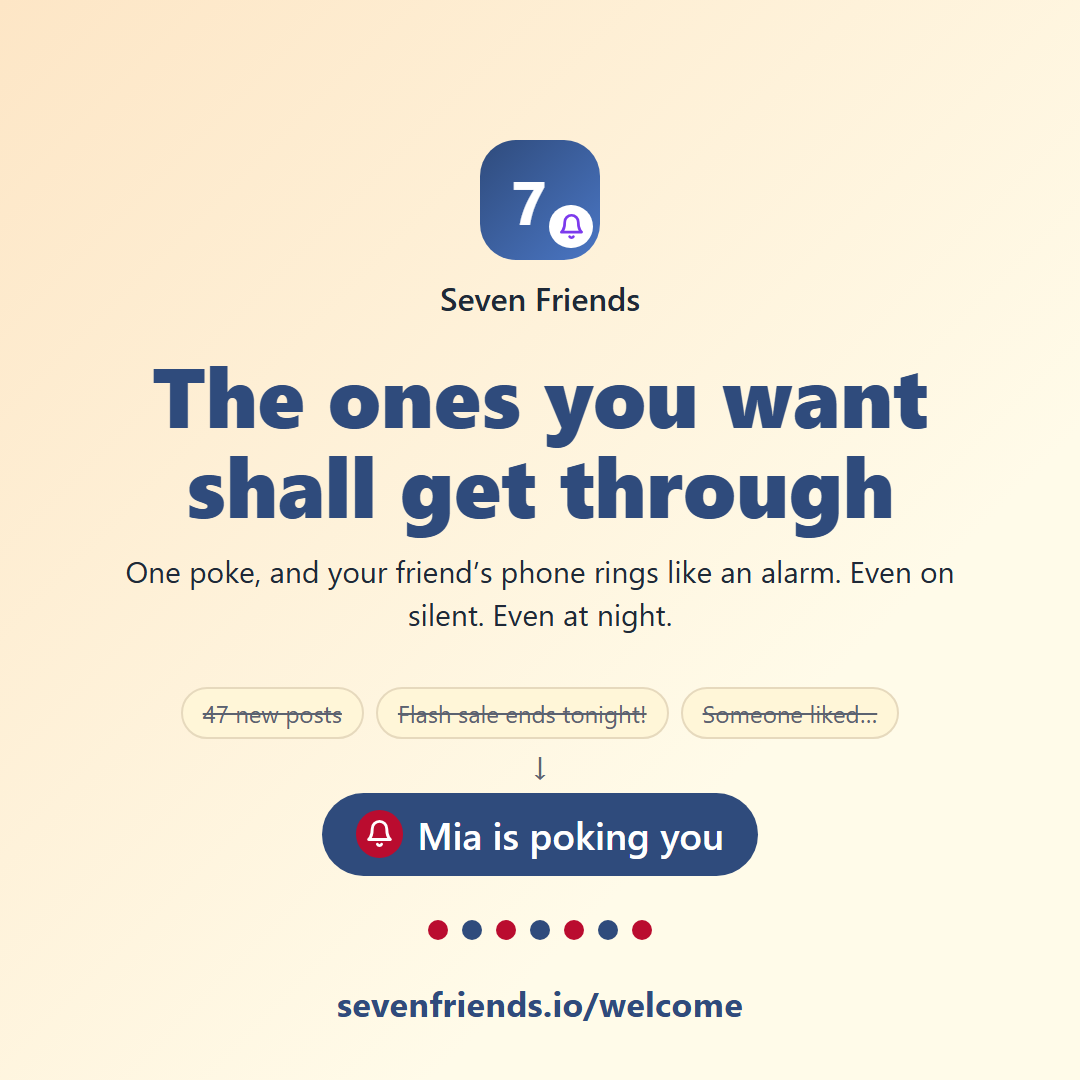 7
Seven Friends
The ones you want
shall get through
One poke, and your friend’s phone rings like an alarm. Even on
silent. Even at night.
47 new posts
Flash sale ends tonight!
Someone liked…
↓
Mia is poking you
sevenfriends.io/welcome